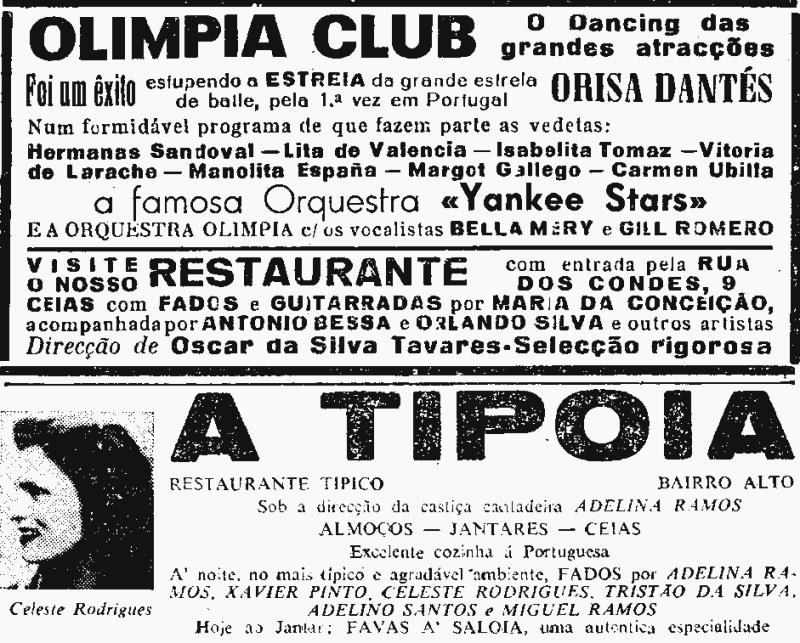 OLIMPIA CLUB
O Dancing das
grandes atracções
Foi um êxito
estupendo a ESTREIA da grande estrela
de baile, pela 1.ª vez em Portugal
ORISA DANTÉS
Num formidável programa de que fazem parte as vedetas:
Hermanas Sandoval — Lita de Valencia — Isabelita Tomaz — Vitoria
de Larache — Manolita España — Margot Gallego — Carmen Ubilla
a famosa Orquestra «Yankee Stars»
E A ORQUESTRA OLIMPIA c/ os vocalistas BELLA MERY e GILL ROMERO
VISITE
O NOSSO
RESTAURANTE
com entrada pela RUA
DOS CONDES, 9
CEIAS com FADOS e GUITARRADAS por MARIA DA CONCEIÇÃO,
acompanhada por ANTONIO BESSA e ORLANDO SILVA e outros artistas
Direcção de Oscar da Silva Tavares-Selecção rigorosa
A TIPOIA
RESTAURANTE TIPICO
BAIRRO ALTO
Sob a direcção da castiça cantadeira ADELINA RAMOS
ALMOÇOS — JANTARES — CEIAS
Excelente cozinha á Portuguesa
A' noite, no mais típico e agradável ambiente, FADOS por ADELINA RA-
MOS, XAVIER PINTO, CELESTE RODRIGUES, TRISTÃO DA SILVA,
ADELINO SANTOS e MIGUEL RAMOS
Hoje ao Jantar: FAVAS A' SALOIA, uma autentica especialidade
Celeste Rodrigues